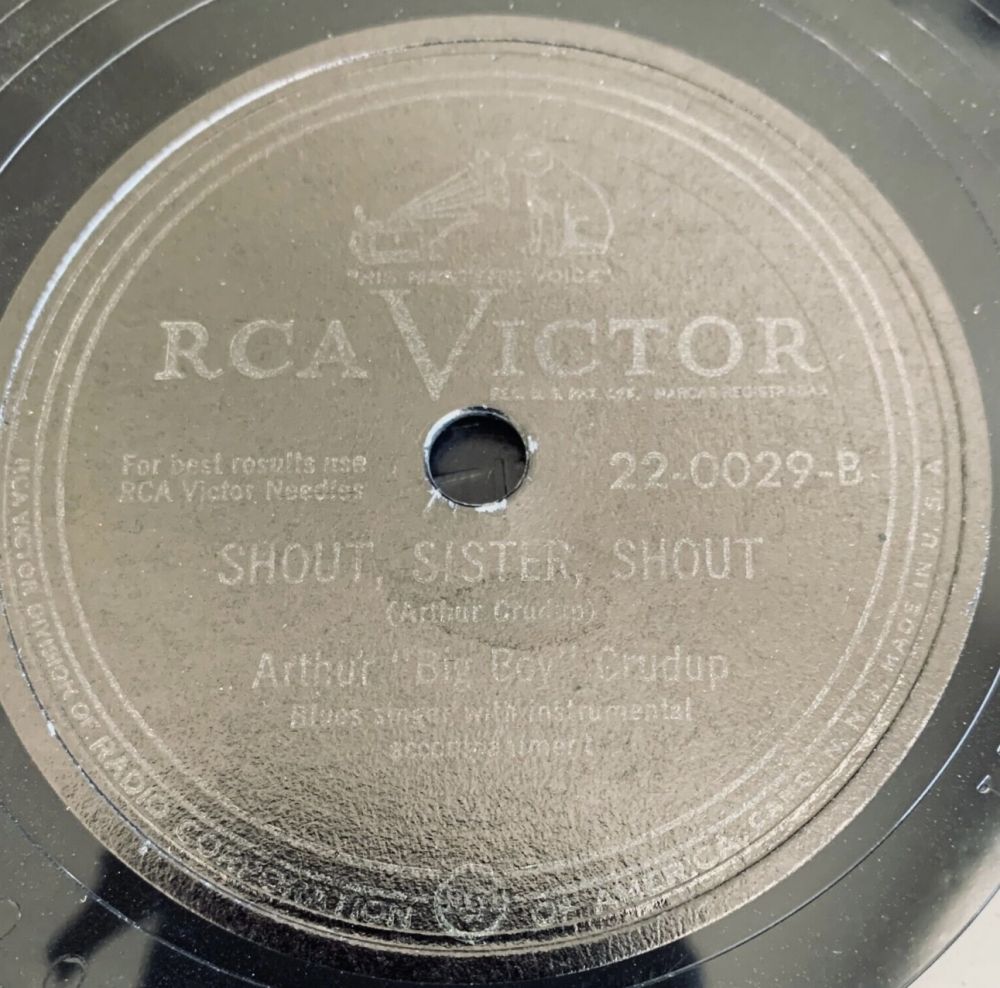 "HIS MASTER'S VOICE"
RCA VICTOR
REG. U. S. PAT. OFF. MARCAS REGISTRADAS
For best results use
RCA Victor Needles
22-0029-B
SHOUT, SISTER, SHOUT
(Arthur Crudup)
Arthur "Big Boy" Crudup
Blues singer with instrumental
accompaniment
RCA VICTOR DIVISION OF RADIO CORPORATION OF AMERICA, CAMDEN, N. J. MADE IN U. S. A.